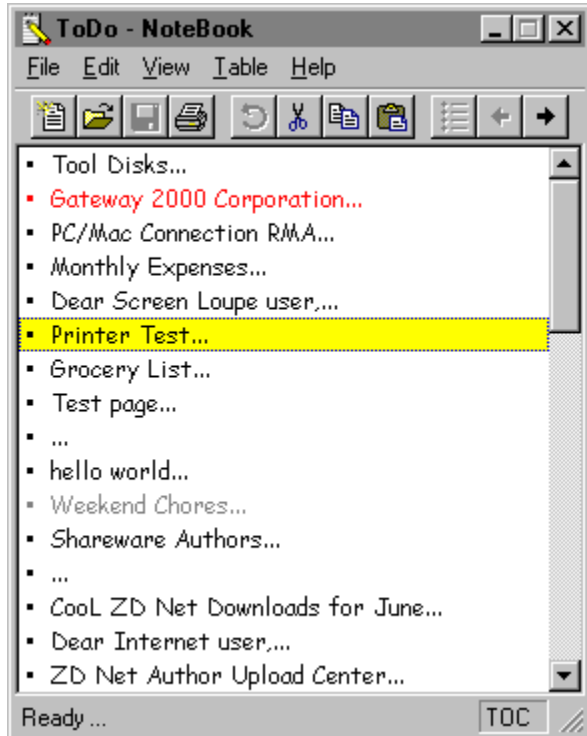 ToDo - NoteBook
File Edit View Table Help
Tool Disks...
Gateway 2000 Corporation...
PC/Mac Connection RMA...
Monthly Expenses...
Dear Screen Loupe user,...
Printer Test...
Grocery List...
Test page...
...
hello world...
Weekend Chores...
Shareware Authors...
...
CooL ZD Net Downloads for June...
Dear Internet user,...
ZD Net Author Upload Center...
Ready ... TOC